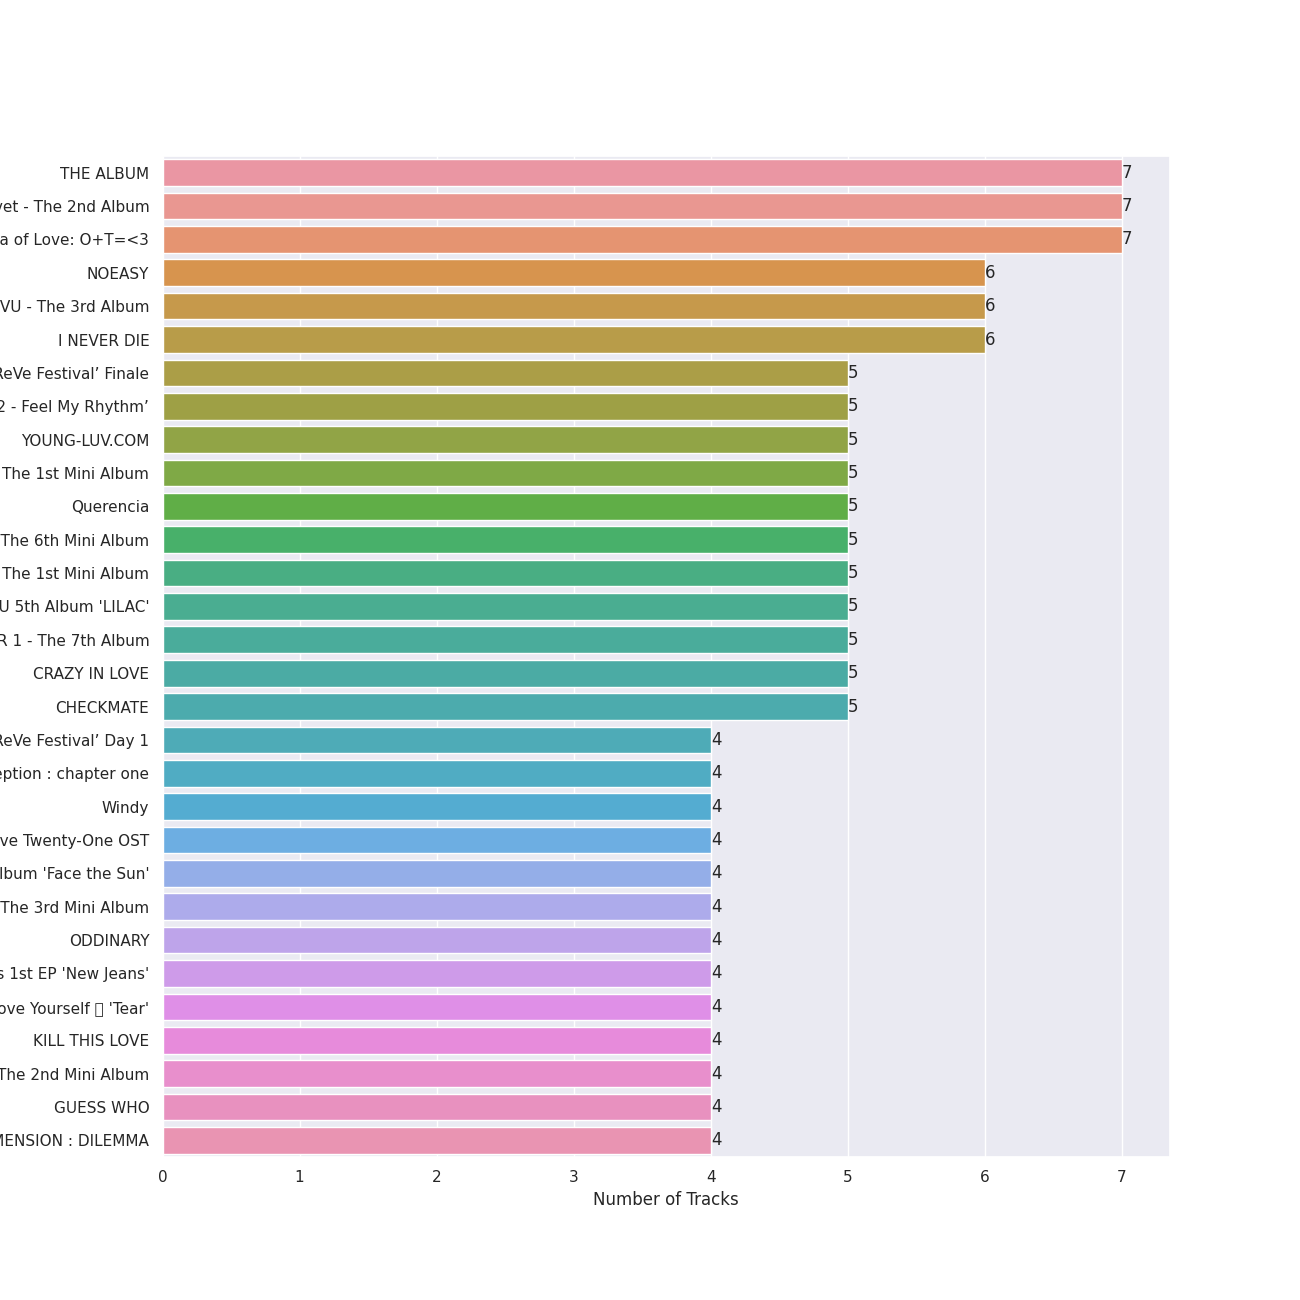 THE ALBUM 7
vet - The 2nd Album 7
a of Love: O+T=<3 7
NOEASY 6
VU - The 3rd Album 6
I NEVER DIE 6
ReVe Festival’ Finale 5
2 - Feel My Rhythm’ 5
YOUNG-LUV.COM 5
The 1st Mini Album 5
Querencia 5
The 6th Mini Album 5
The 1st Mini Album 5
U 5th Album 'LILAC' 5
R 1 - The 7th Album 5
CRAZY IN LOVE 5
CHECKMATE 5
ReVe Festival’ Day 1 4
eption : chapter one 4
Windy 4
ve Twenty-One OST 4
lbum 'Face the Sun' 4
The 3rd Mini Album 4
ODDINARY 4
s 1st EP 'New Jeans' 4
ove Yourself 'Tear' 4
KILL THIS LOVE 4
The 2nd Mini Album 4
GUESS WHO 4
MENSION : DILEMMA 4
0 1 2 3 4 5 6 7
Number of Tracks